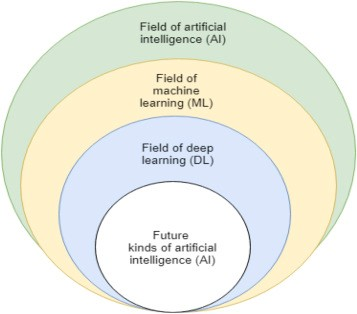 Field of artificial
intelligence (AI)
Field of
machine
learning (ML)
Field of deep
learning (DL)
Future
kinds of artificial
intelligence (AI)